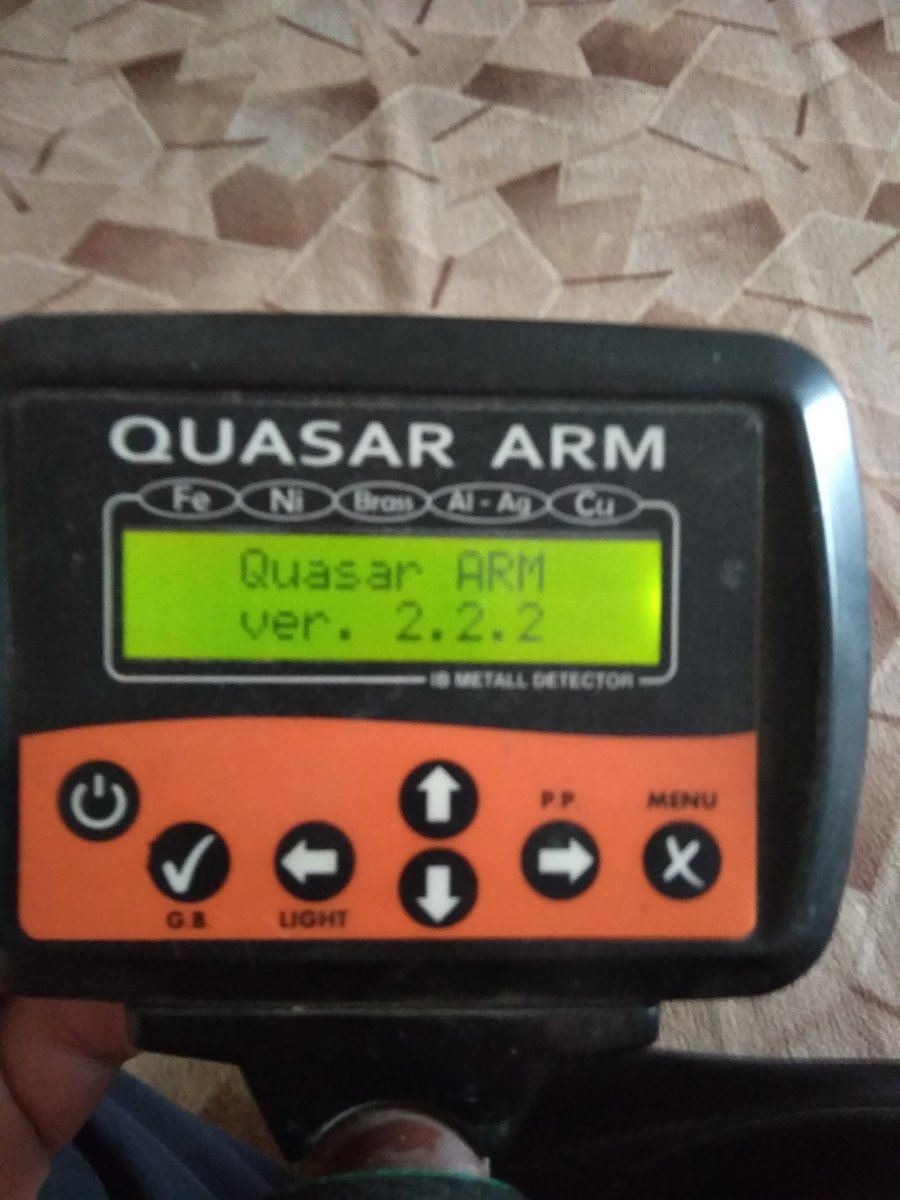 QUASAR ARM
Fe Ni Brass Al - Ag Cu
Quasar ARM
ver. 2.2.2
IB METALL DETECTOR
P.P. MENU
G.B. LIGHT